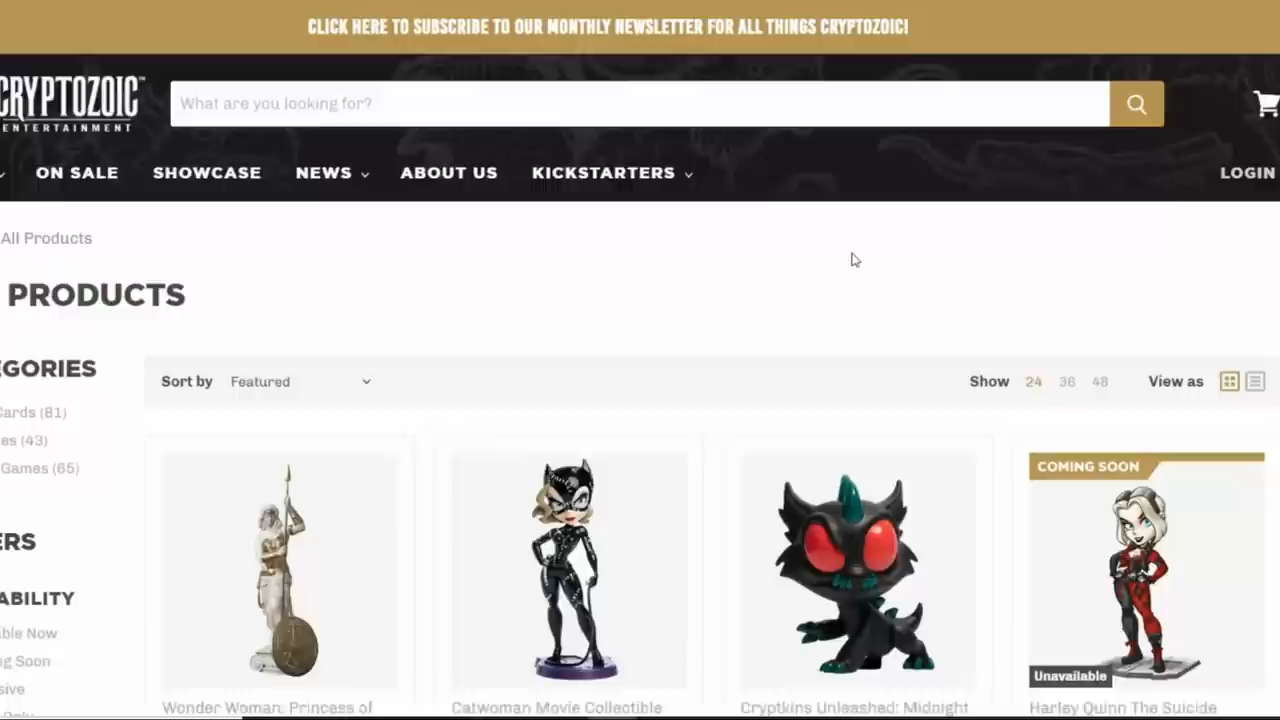 CLICK HERE TO SUBSCRIBE TO OUR MONTHLY NEWSLETTER FOR ALL THINGS CRYPTOZOIC!
CRYPTOZOIC™
ENTERTAINMENT
What are you looking for?
ON SALE SHOWCASE NEWS ABOUT US KICKSTARTERS LOGIN
All Products
PRODUCTS
EGORIES
Sort by Featured Show 24 36 48 View as
Cards (81)
es (43)
Games (65)
COMING SOON
ERS
ABILITY
ble Now
g Soon
sive
Unavailable
Wonder Woman: Princess of Catwoman Movie Collectible Cryptkins Unleashed: Midnight Harley Quinn The Suicide